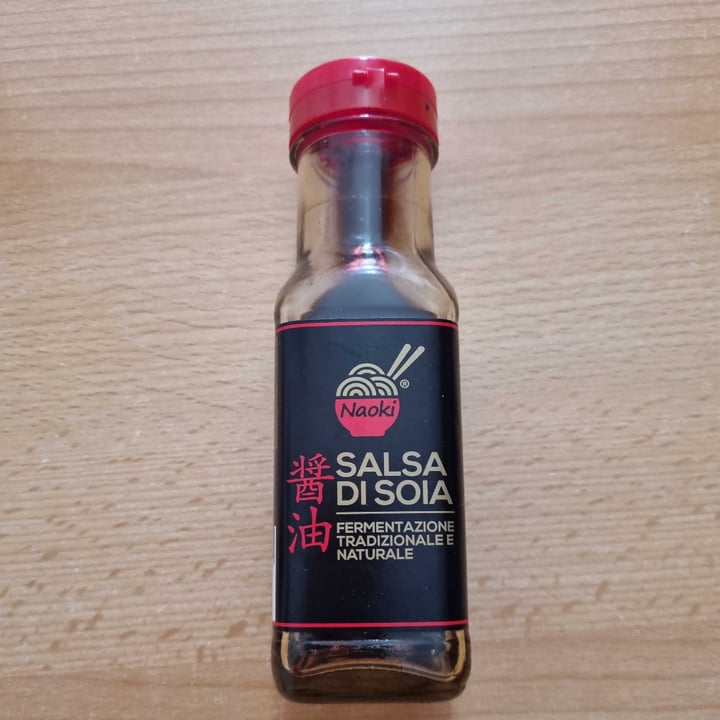 Naoki
®
醤油
SALSA
DI SOIA
FERMENTAZIONE
TRADIZIONALE E
NATURALE